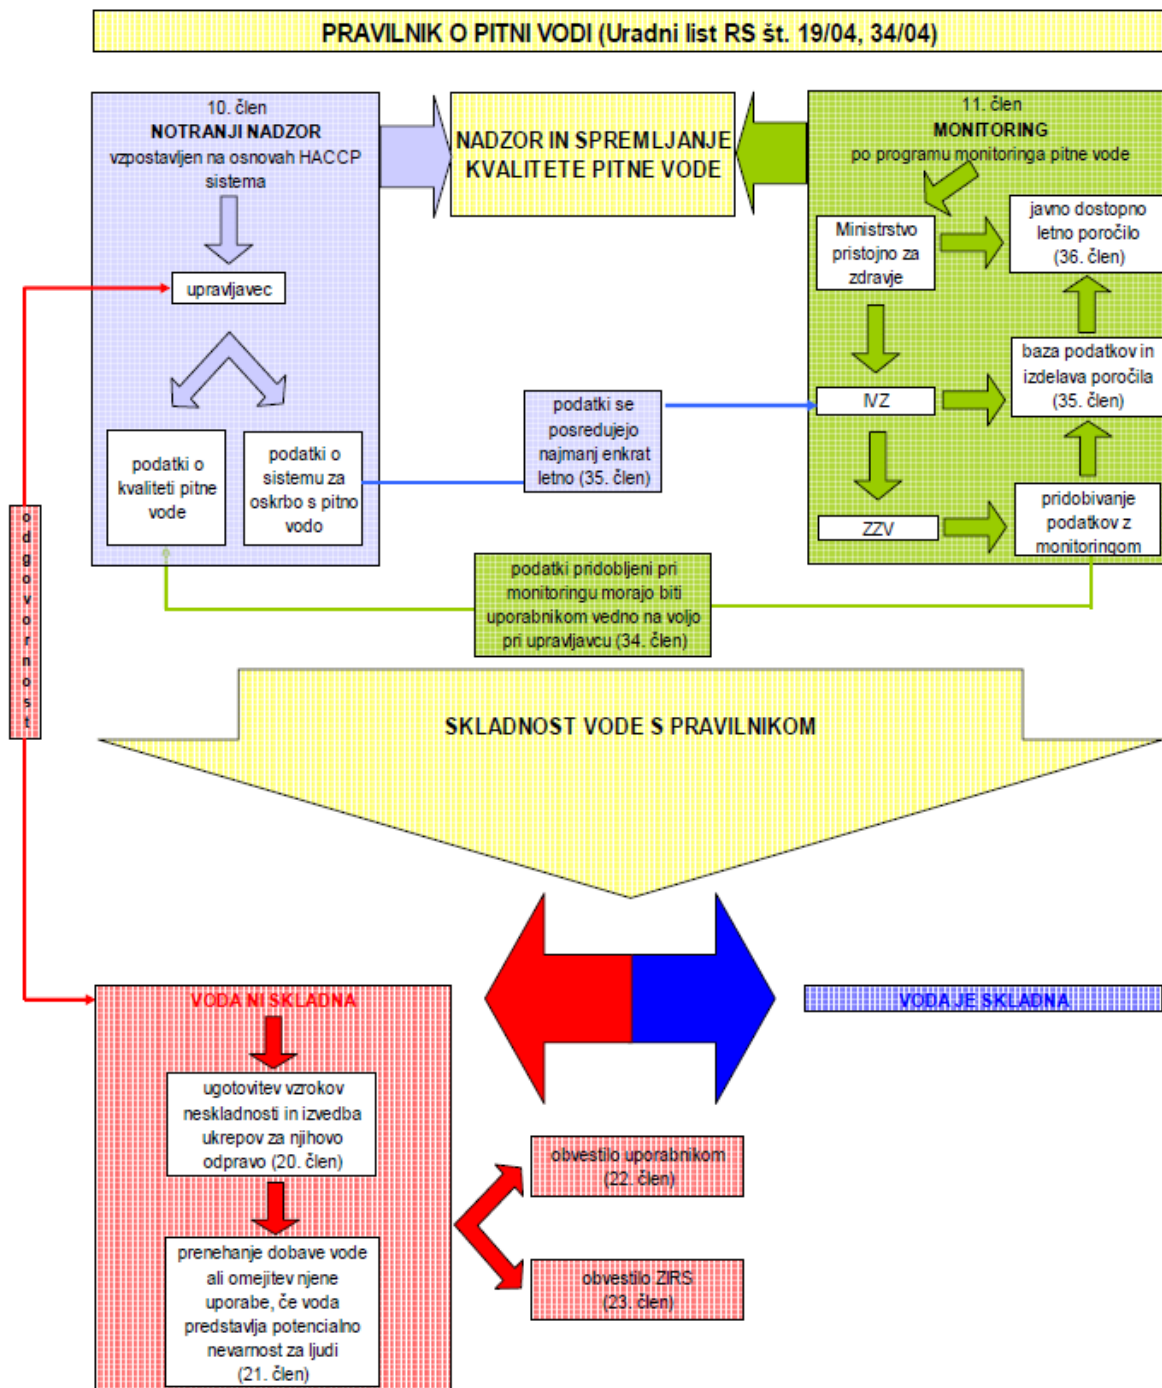 PRAVILNIK O PITNI VODI (Uradni list RS št. 19/04, 34/04)
10. člen
NOTRANJI NADZOR
vzpostavljen na osnovah HACCP
sistema
upravljavec
podatki o
kvaliteti pitne
vode
podatki o
sistemu za
oskrbo s pitno
vodo
NADZOR IN SPREMLJANJE
KVALITETE PITNE VODE
11. člen
MONITORING
po programu monitoringa pitne vode
Ministrstvo
pristojno za
zdravje
javno dostopno
letno poročilo
(36. člen)
IVZ
baza podatkov in
izdelava poročila
(35. člen)
ZZV
pridobivanje
podatkov z
monitoringom
podatki se
posredujejo
najmanj enkrat
letno (35. člen)
podatki pridobljeni pri
monitoringu morajo biti
uporabnikom vedno na voljo
pri upravljavcu (34. člen)
odgovornost
SKLADNOST VODE S PRAVILNIKOM
VODA NI SKLADNA
ugotovitev vzrokov
neskladnosti in izvedba
ukrepov za njihovo
odpravo (20. člen)
prenehanje dobave vode
ali omejitev njene
uporabe, če voda
predstavlja potencialno
nevarnost za ljudi
(21. člen)
obvestilo uporabnikom
(22. člen)
obvestilo ZIRS
(23. člen)
VODA JE SKLADNA